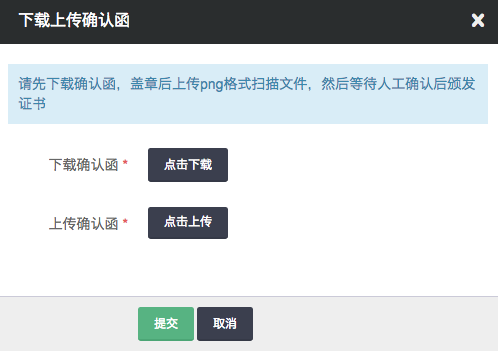 下载上传确认函
请先下载确认函，盖章后上传png格式扫描文件，然后等待人工确认后颁发
证书
下载确认函 * 点击下载
上传确认函 * 点击上传
提交 取消